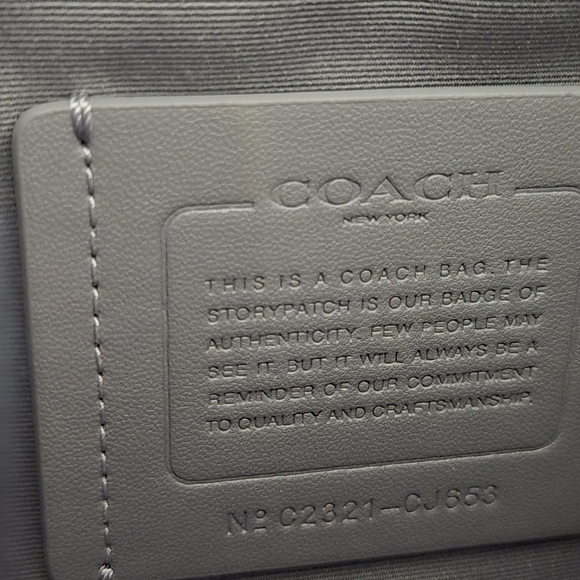 COACH
NEW YORK
THIS IS A COACH BAG. THE
STORYPATCH IS OUR BADGE OF
AUTHENTICITY. FEW PEOPLE MAY
SEE IT, BUT IT WILL ALWAYS BE A
REMINDER OF OUR COMMITMENT
TO QUALITY AND CRAFTSMANSHIP.
Nº C2321-CJ653